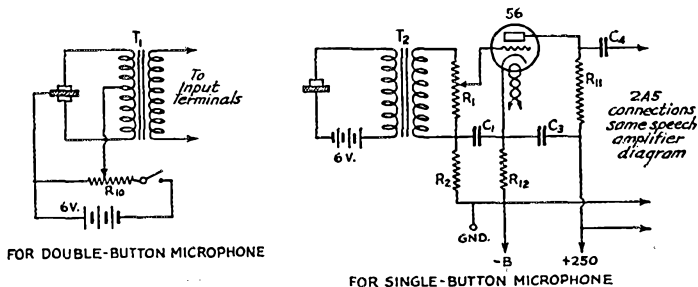 T1
To
Input
Terminals
R10
6V.
FOR DOUBLE-BUTTON MICROPHONE
T2
6V.
56
R1
C1
R2
R12
C3
R11
C4
GND.
-B
+250
2A5
connections
same speech
amplifier
diagram
FOR SINGLE-BUTTON MICROPHONE